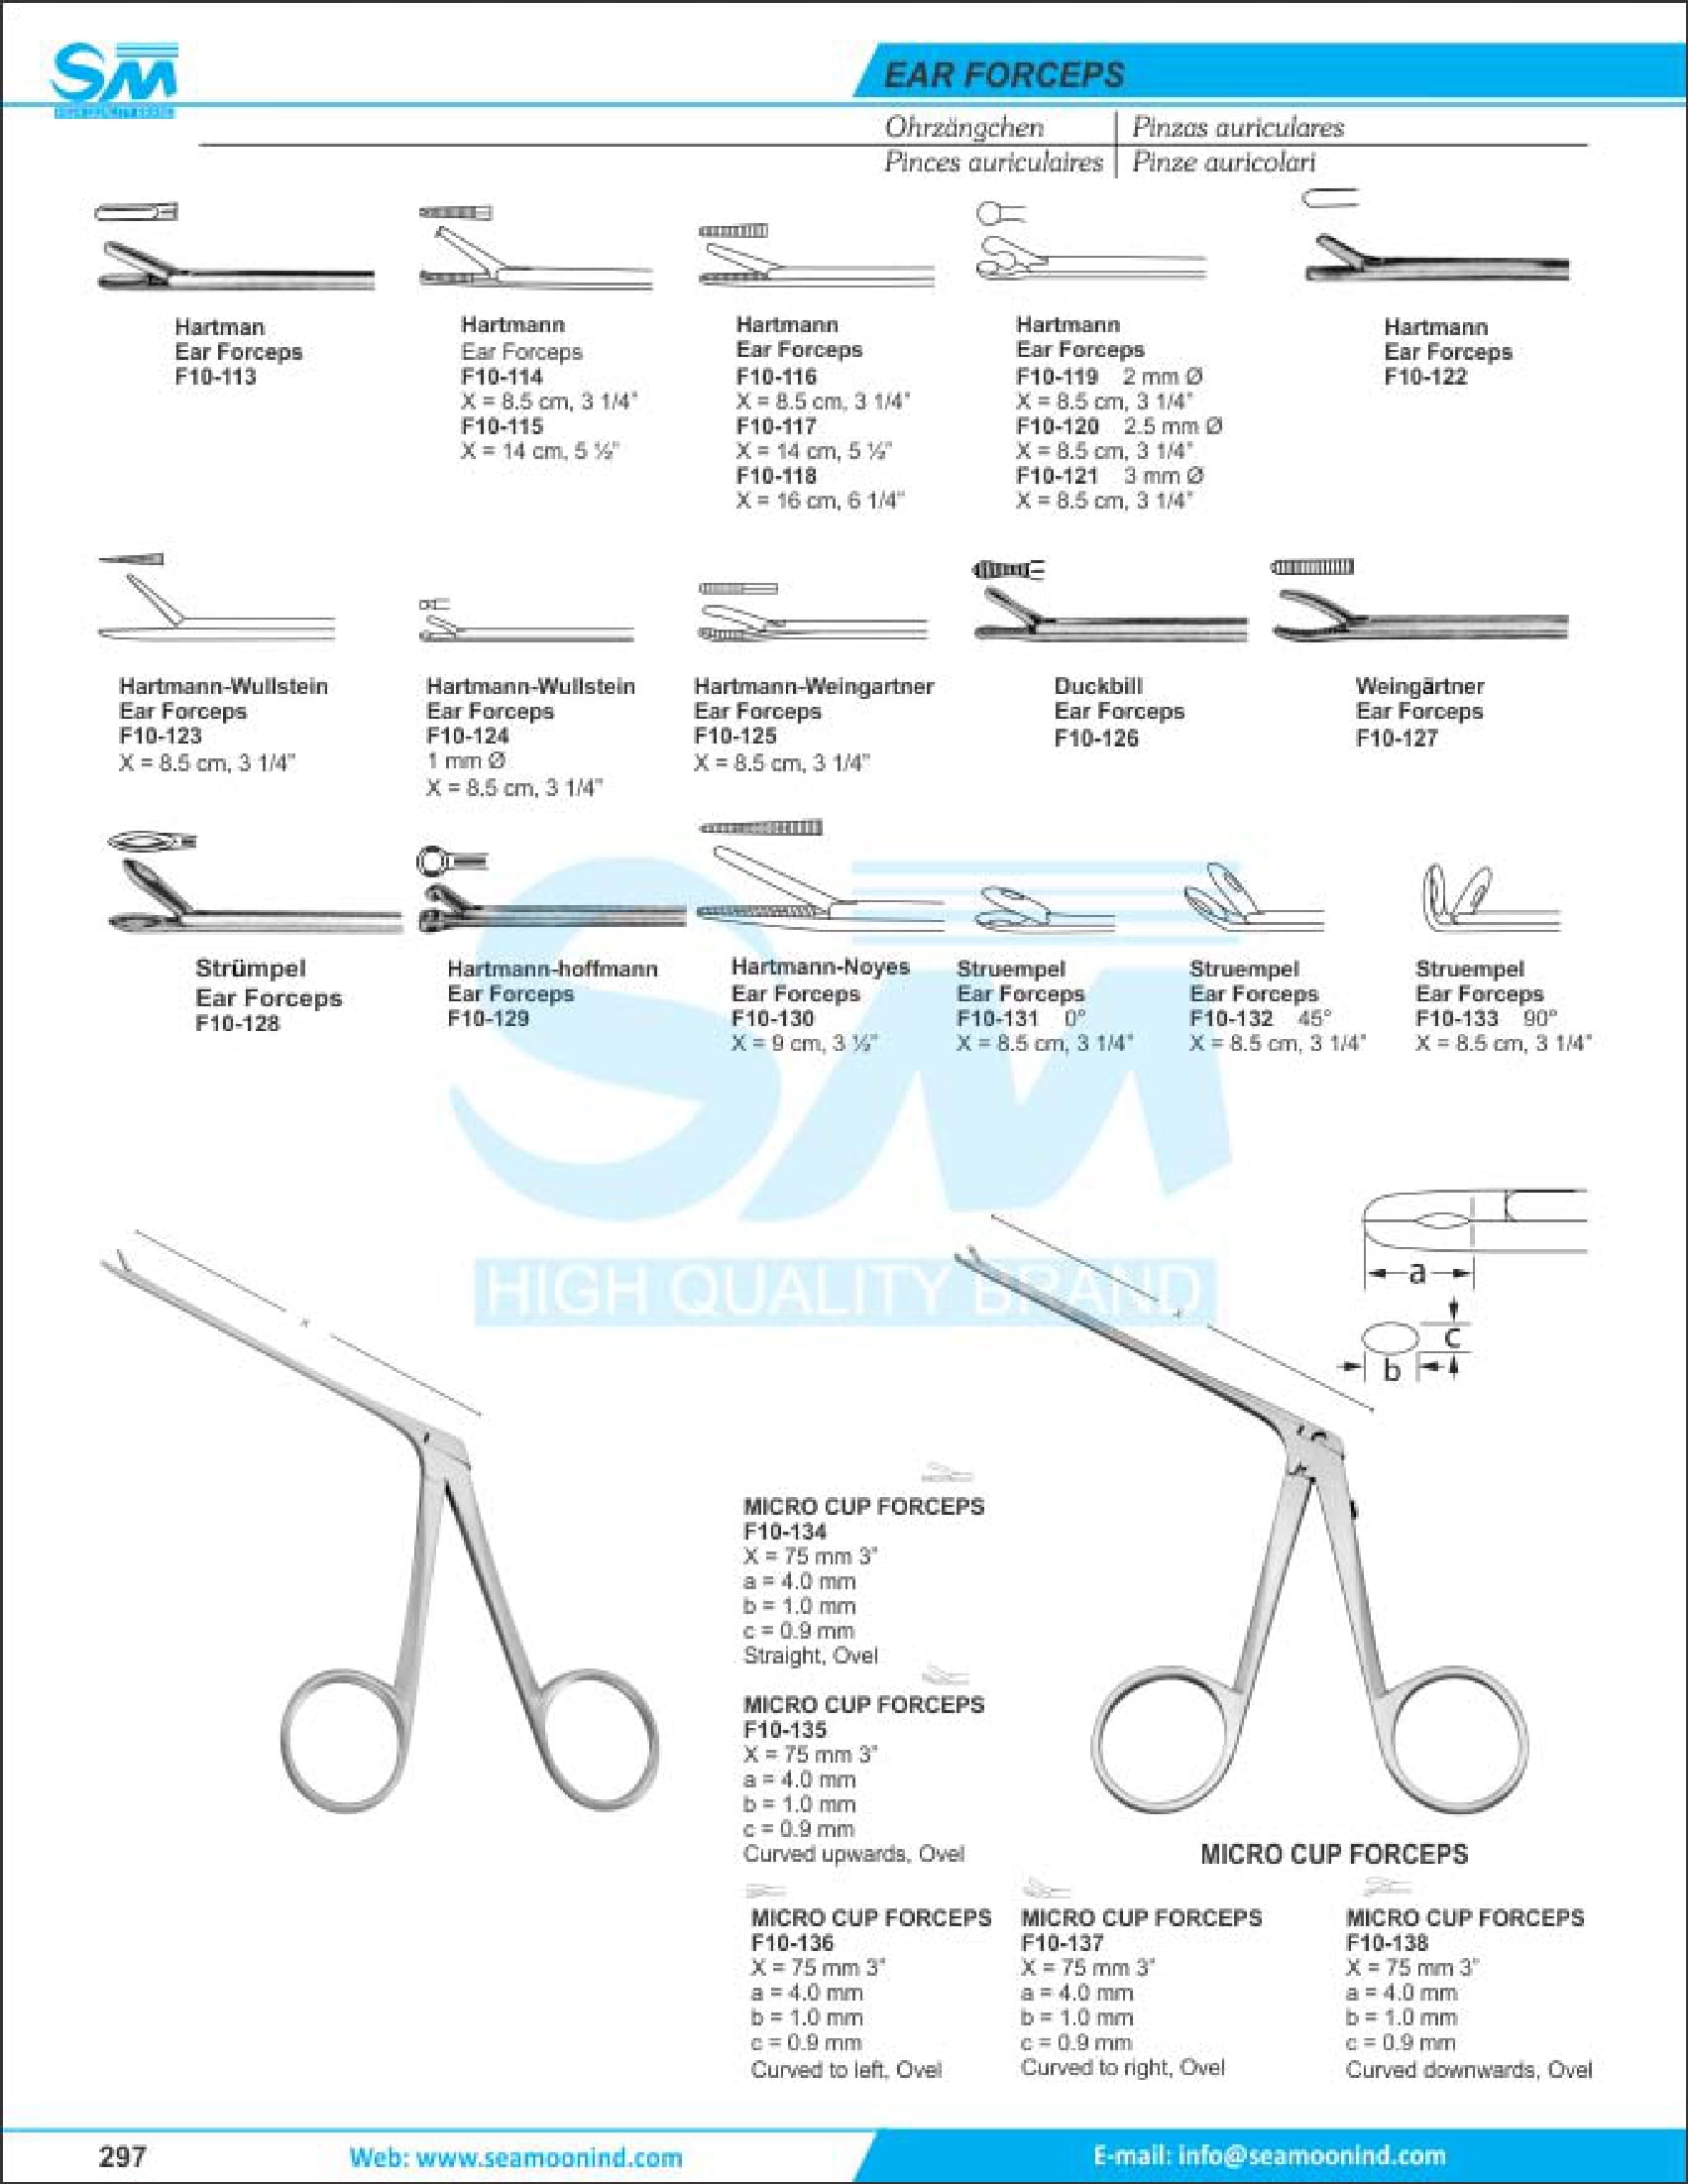 SM
EAR FORCEPS
Ohrzängchen
Pinzas auriculares
Pinces auriculaires
Pinze auricolari
Hartman
Ear Forceps
F10-113
Hartmann
Ear Forceps
F10-114
X = 8.5 cm, 3 1/4"
F10-115
X = 14 cm, 5 ½"
Hartmann
Ear Forceps
F10-116
X = 8.5 cm, 3 1/4"
F10-117
X = 14 cm, 5 ½"
F10-118
X = 16 cm, 6 1/4"
Hartmann
Ear Forceps
F10-119 2 mm Ø
X = 8.5 cm, 3 1/4"
F10-120 2.5 mm Ø
X = 8.5 cm, 3 1/4"
F10-121 3 mm Ø
X = 8.5 cm, 3 1/4"
Hartmann
Ear Forceps
F10-122
Hartmann-Wullstein
Ear Forceps
F10-123
X = 8.5 cm, 3 1/4"
Hartmann-Wullstein
Ear Forceps
F10-124
1 mm Ø
X = 8.5 cm, 3 1/4"
Hartmann-Weingartner
Ear Forceps
F10-125
X = 8.5 cm, 3 1/4"
Duckbill
Ear Forceps
F10-126
Weingärtner
Ear Forceps
F10-127
Strümpel
Ear Forceps
F10-128
Hartmann-hoffmann
Ear Forceps
F10-129
Hartmann-Noyes
Ear Forceps
F10-130
X = 9 cm, 3 ½"
Struempel
Ear Forceps
F10-131 0°
X = 8.5 cm, 3 1/4"
Struempel
Ear Forceps
F10-132 45°
X = 8.5 cm, 3 1/4"
Struempel
Ear Forceps
F10-133 90°
X = 8.5 cm, 3 1/4"
SM
HIGH QUALITY BRAND
x
x
a
c
b
MICRO CUP FORCEPS
F10-134
X = 75 mm 3"
a = 4.0 mm
b = 1.0 mm
c = 0.9 mm
Straight, Ovel
MICRO CUP FORCEPS
F10-135
X = 75 mm 3"
a = 4.0 mm
b = 1.0 mm
c = 0.9 mm
Curved upwards, Ovel
MICRO CUP FORCEPS
MICRO CUP FORCEPS
F10-136
X = 75 mm 3"
a = 4.0 mm
b = 1.0 mm
c = 0.9 mm
Curved to left, Ovel
MICRO CUP FORCEPS
F10-137
X = 75 mm 3"
a = 4.0 mm
b = 1.0 mm
c = 0.9 mm
Curved to right, Ovel
MICRO CUP FORCEPS
F10-138
X = 75 mm 3"
a = 4.0 mm
b = 1.0 mm
c = 0.9 mm
Curved downwards, Ovel
297
Web: www.seamoonind.com
E-mail: info@seamoonind.com